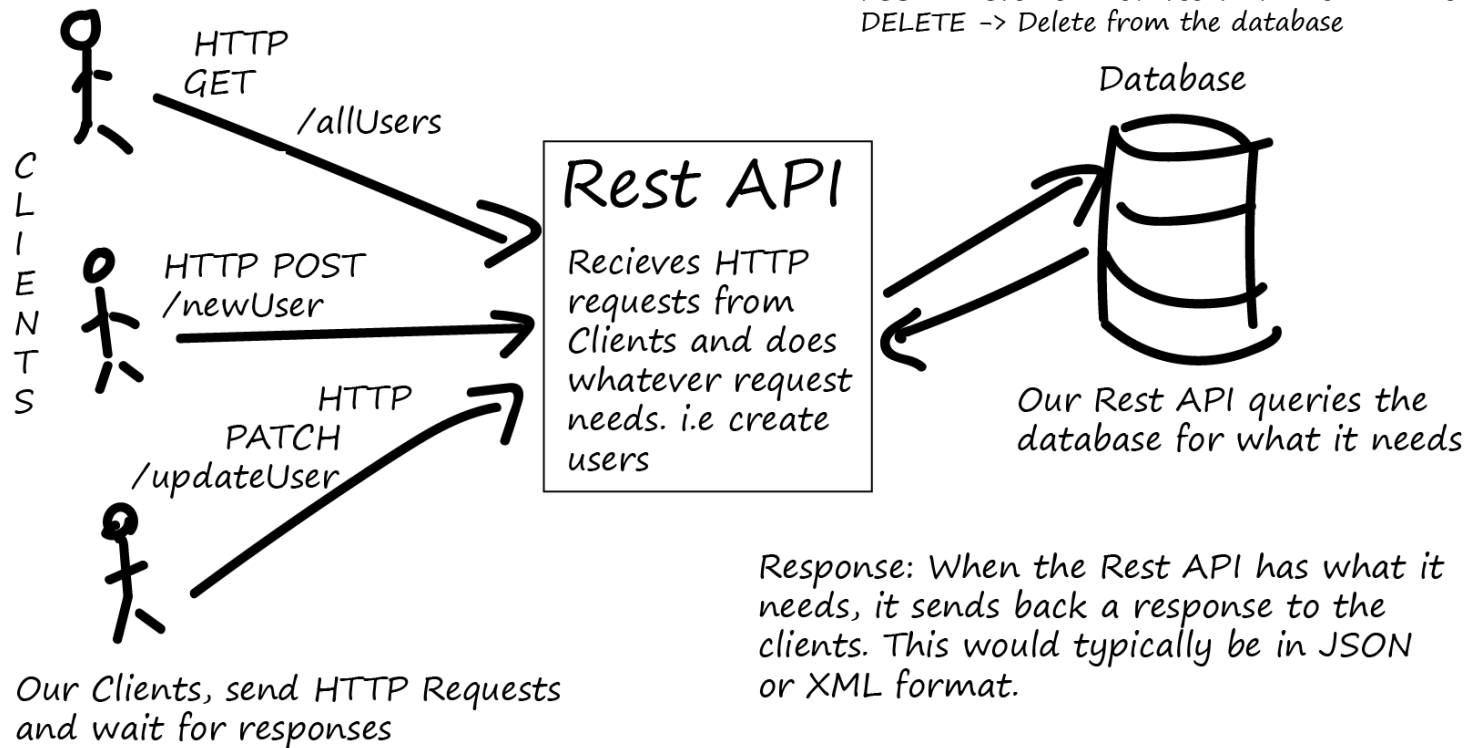 DELETE -> Delete from the database
HTTP
GET
/allUsers
CLIENTS
HTTP POST
/newUser
HTTP
PATCH
/updateUser
Our Clients, send HTTP Requests
and wait for responses
Rest API
Recieves HTTP
requests from
Clients and does
whatever request
needs. i.e create
users
Database
Our Rest API queries the
database for what it needs
Response: When the Rest API has what it
needs, it sends back a response to the
clients. This would typically be in JSON
or XML format.